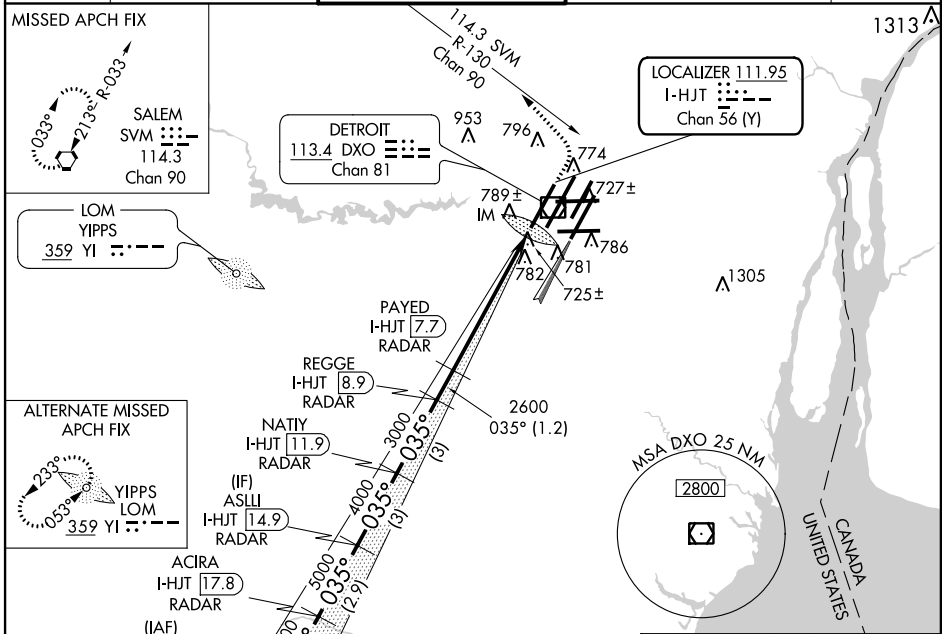 MISSED APCH FIX
R-033
033°
213°
SALEM
SVM
114.3
Chan 90
114.3 SVM
R-130
Chan 90
1313
LOCALIZER 111.95
I-HJT
Chan 56 (Y)
DETROIT
113.4 DXO
Chan 81
953
796
774
789±
727±
IM
786
782
781
725±
1305
LOM
YIPPS
359 YI
PAYED
I-HJT 7.7
RADAR
REGGE
I-HJT 8.9
RADAR
2600
035° (1.2)
3000
035°
(3)
NATIY
I-HJT 11.9
RADAR
4000
035°
(3)
(IF)
ASLLI
I-HJT 14.9
RADAR
5000
035°
(2.9)
ACIRA
I-HJT 17.8
RADAR
(IAF)
ALTERNATE MISSED
APCH FIX
233°
053°
YIPPS
LOM
359 YI
MSA DXO 25 NM
2800
CANADA
UNITED STATES